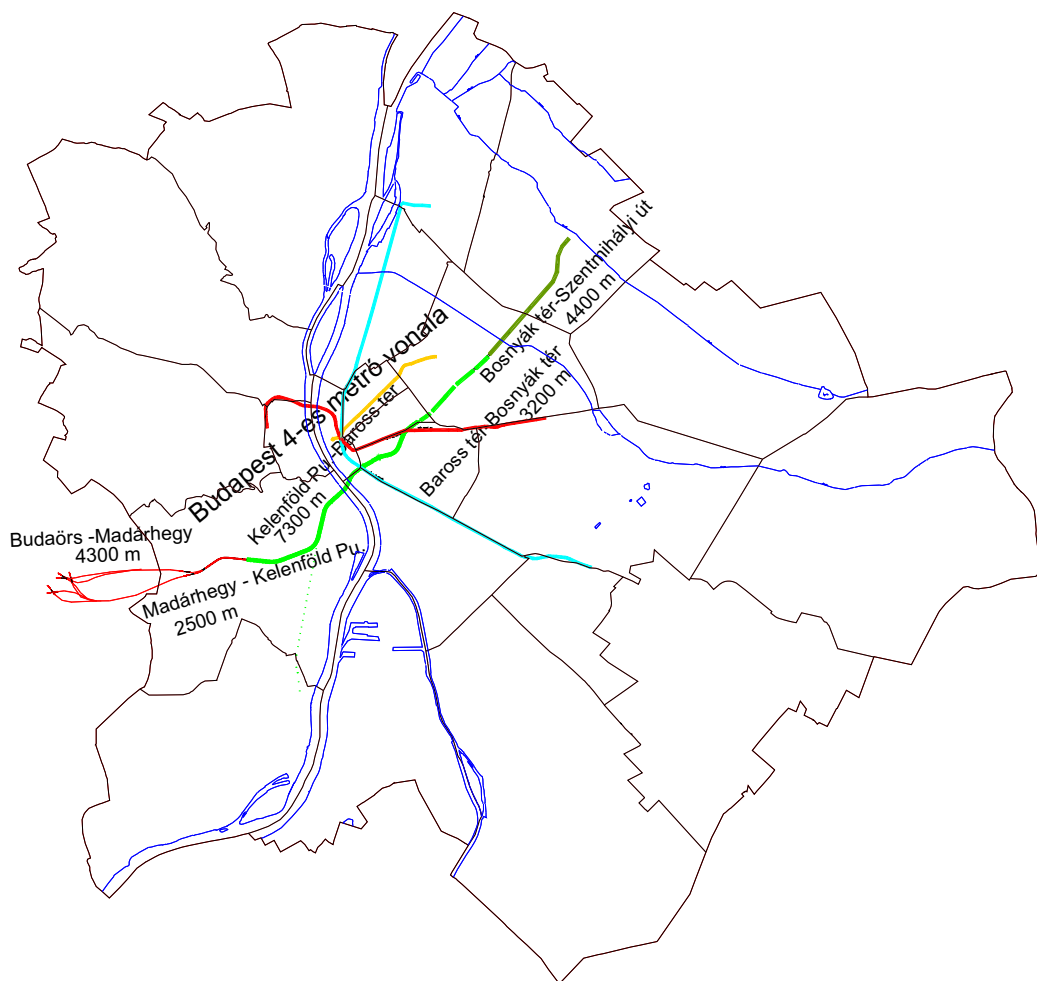 Budapest 4-es metró vonala
Bosnyák tér-Szentmihályi út
4400 m
Baross tér-Bosnyák tér
3200 m
Kelenföld Pu.-Baross tér
7300 m
Budaörs -Madárhegy
4300 m
Madárhegy - Kelenföld Pu.
2500 m